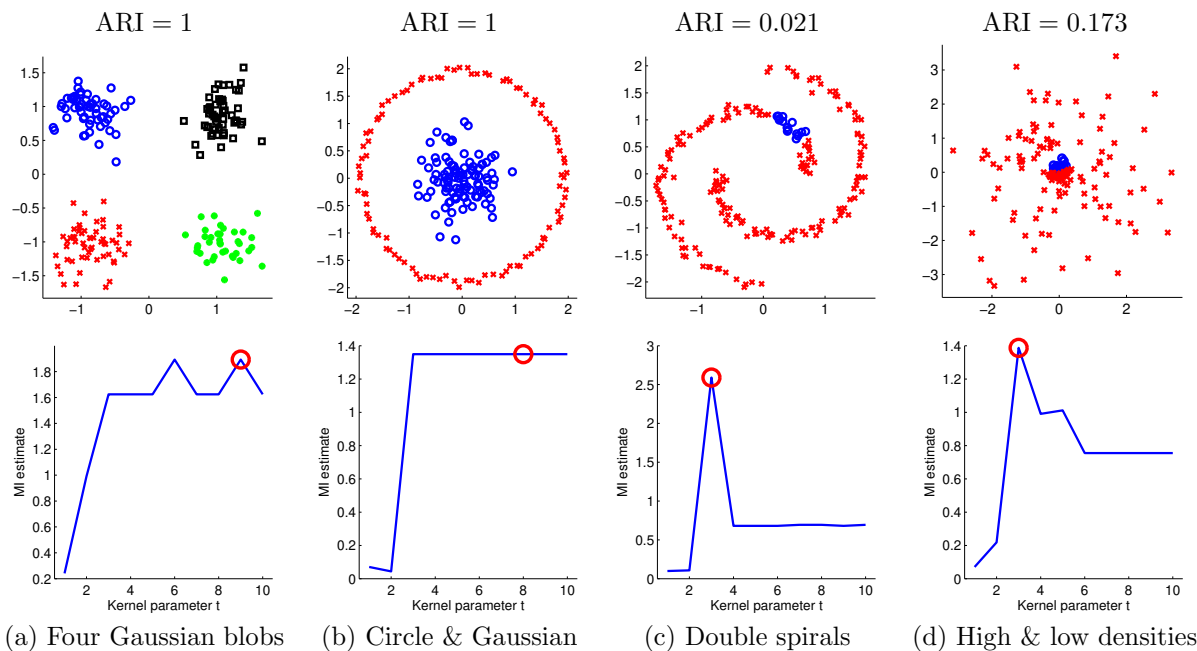 ARI = 1
ARI = 1
ARI = 0.021
ARI = 0.173
1.5
1
0.5
0
−0.5
−1
−1.5
−1 0 1
2
1.5
1
0.5
0
−0.5
−1
−1.5
−2
−2 −1 0 1 2
2
1.5
1
0.5
0
−0.5
−1
−1.5
−2
−1 0 1
3
2
1
0
−1
−2
−3
−2 0 2
MI estimate
1.8
1.6
1.4
1.2
1
0.8
0.6
0.4
0.2
0 2 4 6 8 10
Kernel parameter t
MI estimate
1.4
1.2
1
0.8
0.6
0.4
0.2
0
0 2 4 6 8 10
Kernel parameter t
MI estimate
3
2.5
2
1.5
1
0.5
0
0 2 4 6 8 10
Kernel parameter t
MI estimate
1.4
1.2
1
0.8
0.6
0.4
0.2
0
0 2 4 6 8 10
Kernel parameter t
(a) Four Gaussian blobs
(b) Circle & Gaussian
(c) Double spirals
(d) High & low densities